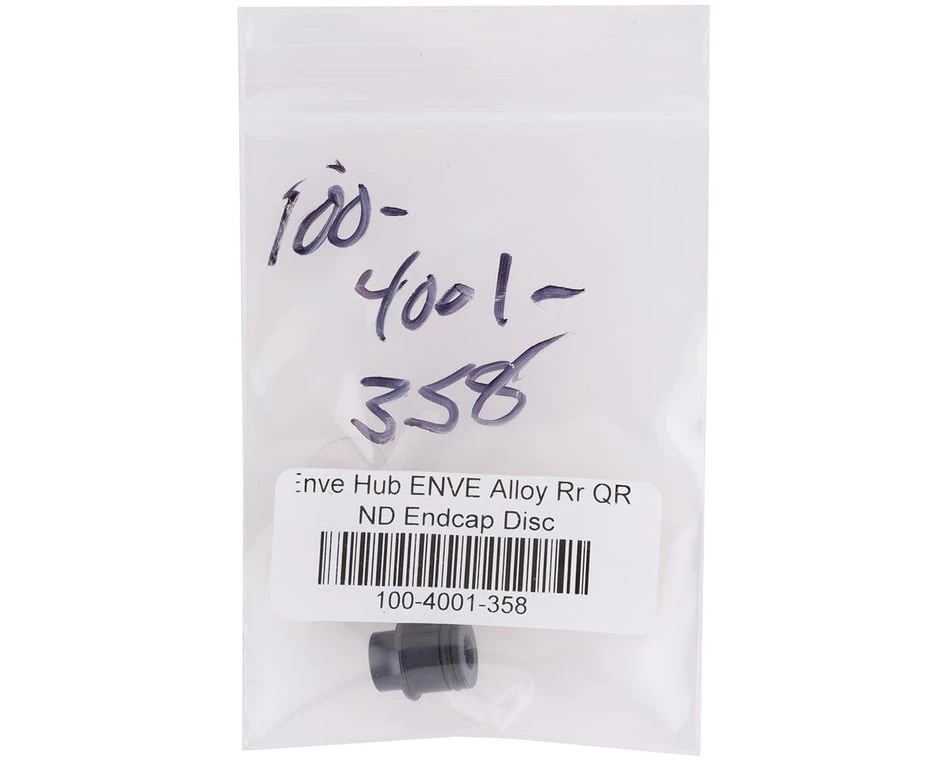 100-
4001-
358
Enve Hub ENVE Alloy Rr QR
ND Endcap Disc
100-4001-358